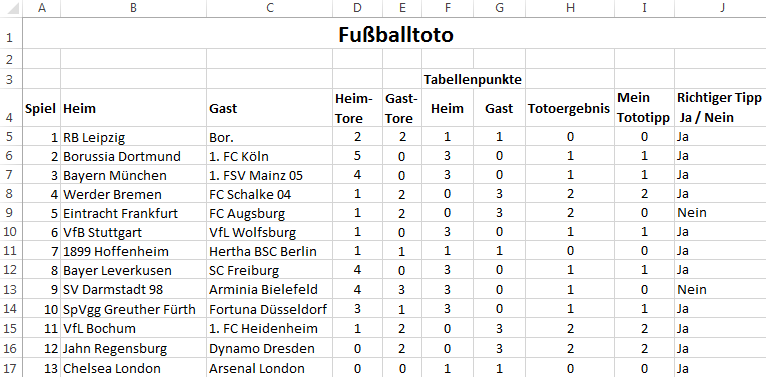 A B C D E F G H I J
1 Fußballtoto
2
3 Tabellenpunkte
4 Spiel Heim Gast Heim-Tore Gast-Tore Heim Gast Totoergebnis Mein Tototipp Richtiger Tipp Ja / Nein
5 1 RB Leipzig Bor. 2 2 1 1 0 0 Ja
6 2 Borussia Dortmund 1. FC Köln 5 0 3 0 1 1 Ja
7 3 Bayern München 1. FSV Mainz 05 4 0 3 0 1 1 Ja
8 4 Werder Bremen FC Schalke 04 1 2 0 3 2 2 Ja
9 5 Eintracht Frankfurt FC Augsburg 1 2 0 3 2 0 Nein
10 6 VfB Stuttgart VfL Wolfsburg 1 0 3 0 1 1 Ja
11 7 1899 Hoffenheim Hertha BSC Berlin 1 1 1 1 0 0 Ja
12 8 Bayer Leverkusen SC Freiburg 4 0 3 0 1 1 Ja
13 9 SV Darmstadt 98 Arminia Bielefeld 4 3 3 0 1 0 Nein
14 10 SpVgg Greuther Fürth Fortuna Düsseldorf 3 1 3 0 1 1 Ja
15 11 VfL Bochum 1. FC Heidenheim 1 2 0 3 2 2 Ja
16 12 Jahn Regensburg Dynamo Dresden 0 2 0 3 2 2 Ja
17 13 Chelsea London Arsenal London 0 0 1 1 0 0 Ja